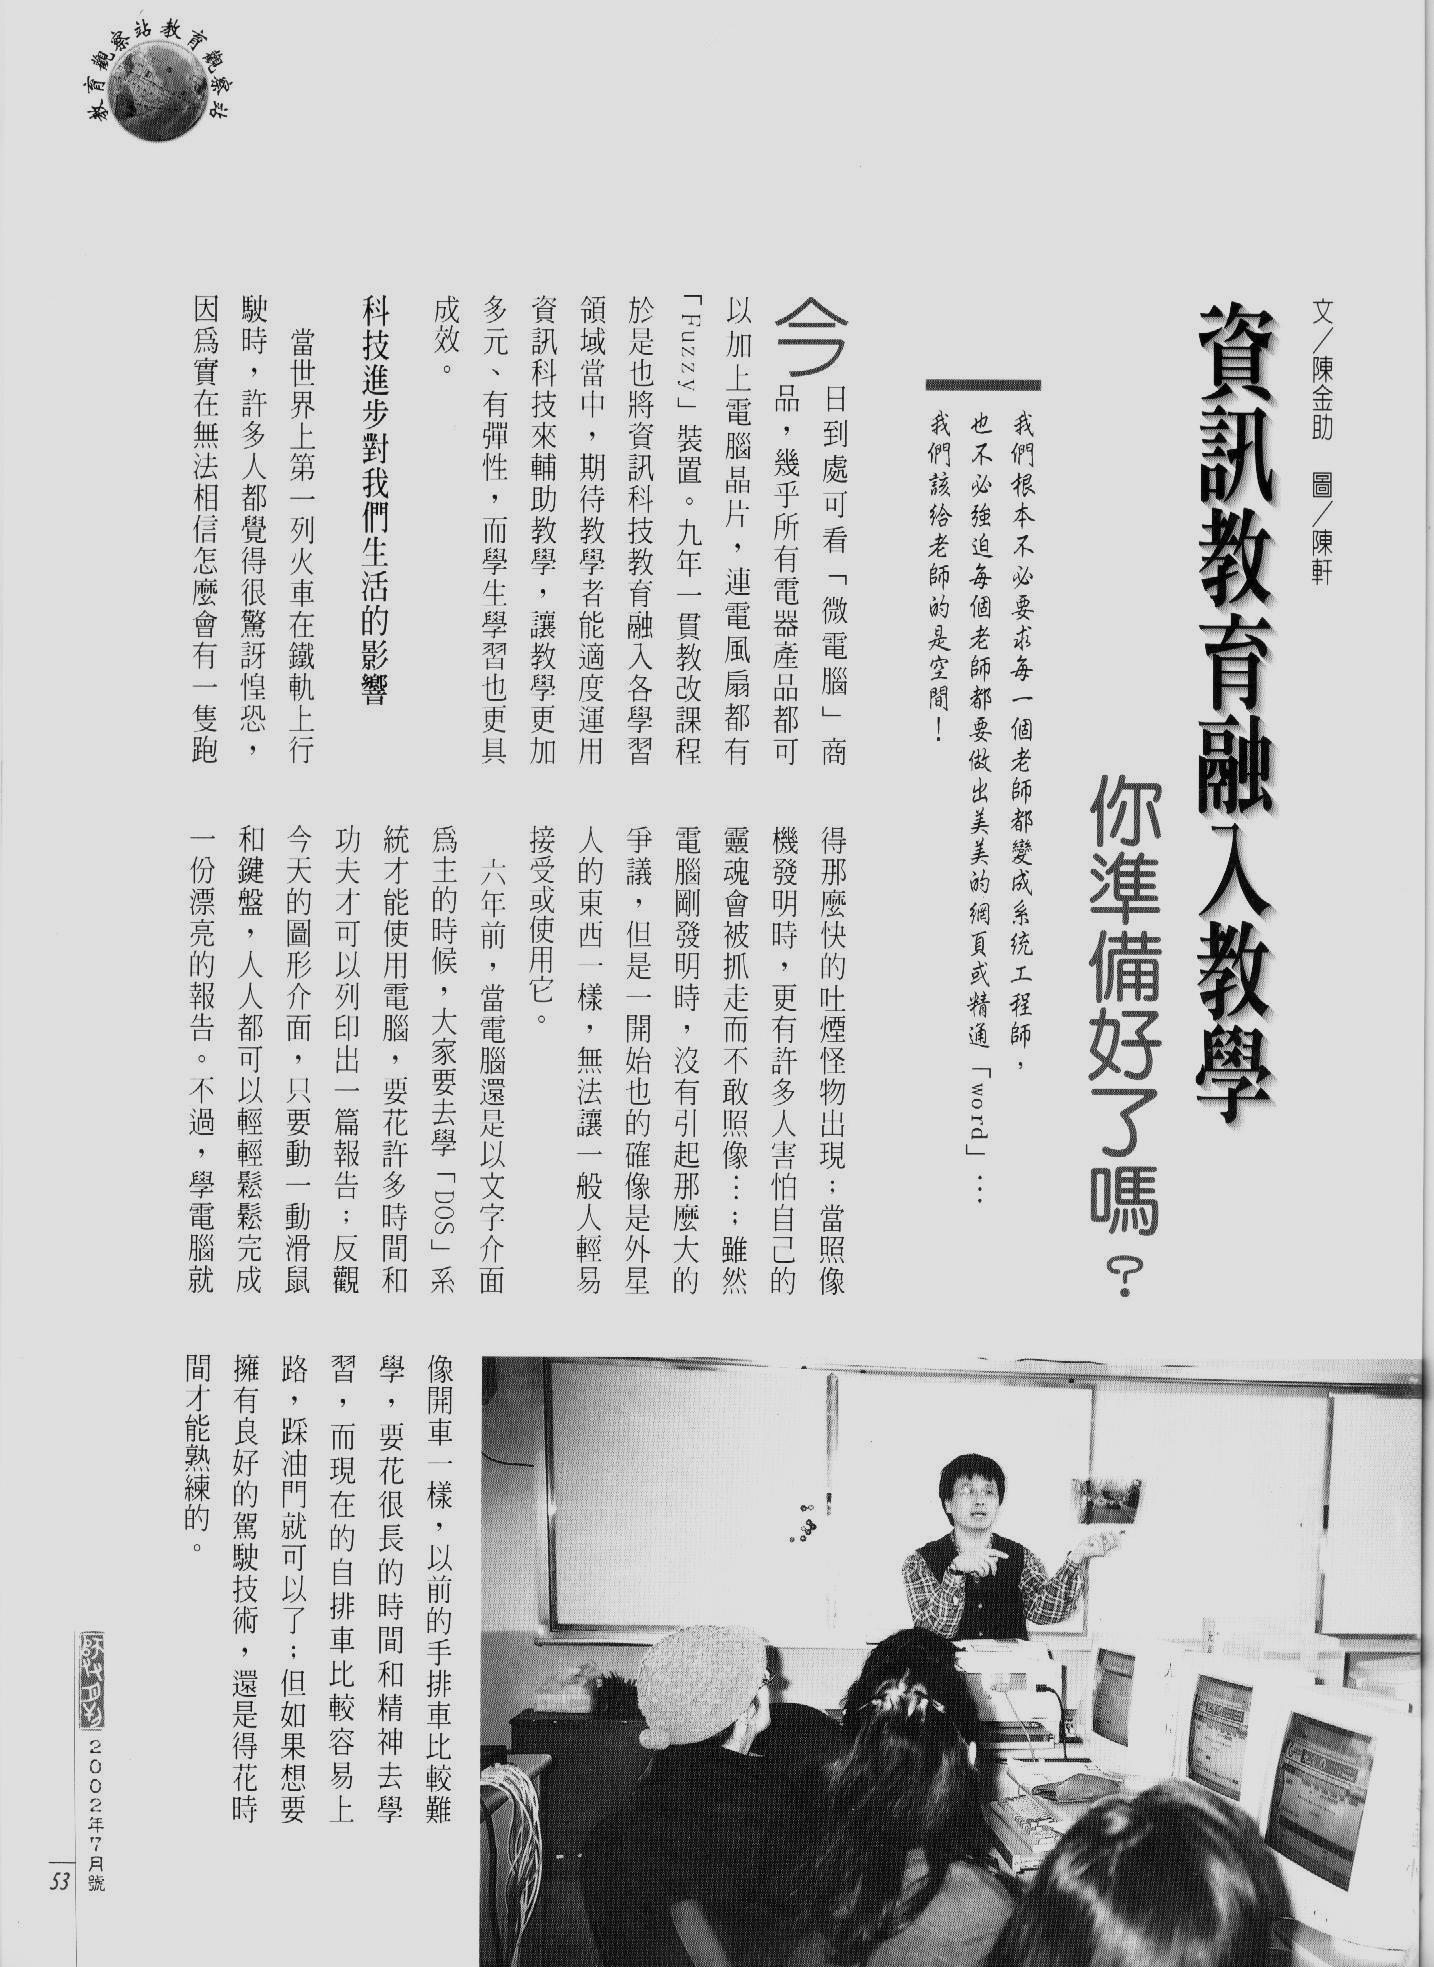 教育觀察站教育觀察站
文／陳金助　圖／陳軒
資訊教育融入教學
你準備好了嗎？
我們根本不必要求每一個老師都變成系統工程師，
也不必強迫每個老師都要做出美美的網頁或精通「word」…
我們該給老師的是空間！
今日到處可看「微電腦」商
品，幾乎所有電器產品都可
以加上電腦晶片，連電風扇都有
「Fuzzy」裝置。九年一貫教改課程
於是也將資訊科技教育融入各學習
領域當中，期待教學者能適度運用
資訊科技來輔助教學，讓教學更加
多元、有彈性，而學生學習也更具
成效。
科技進步對我們生活的影響
當世界上第一列火車在鐵軌上行
駛時，許多人都覺得很驚訝惶恐，
因爲實在無法相信怎麼會有一隻跑
得那麼快的吐煙怪物出現；當照像
機發明時，更有許多人害怕自己的
靈魂會被抓走而不敢照像…；雖然
電腦剛發明時，沒有引起那麼大的
爭議，但是一開始也的確像是外星
人的東西一樣，無法讓一般人輕易
接受或使用它。
六年前，當電腦還是以文字介面
爲主的時候，大家要去學「DOS」系
統才能使用電腦，要花許多時間和
功夫才可以列印出一篇報告；反觀
今天的圖形介面，只要動一動滑鼠
和鍵盤，人人都可以輕輕鬆鬆完成
一份漂亮的報告。不過，學電腦就
像開車一樣，以前的手排車比較難
學，要花很長的時間和精神去學
習，而現在的自排車比較容易上
路，踩油門就可以了；但如果想要
擁有良好的駕駛技術，還是得花時
間才能熟練的。
2002年7月號
53